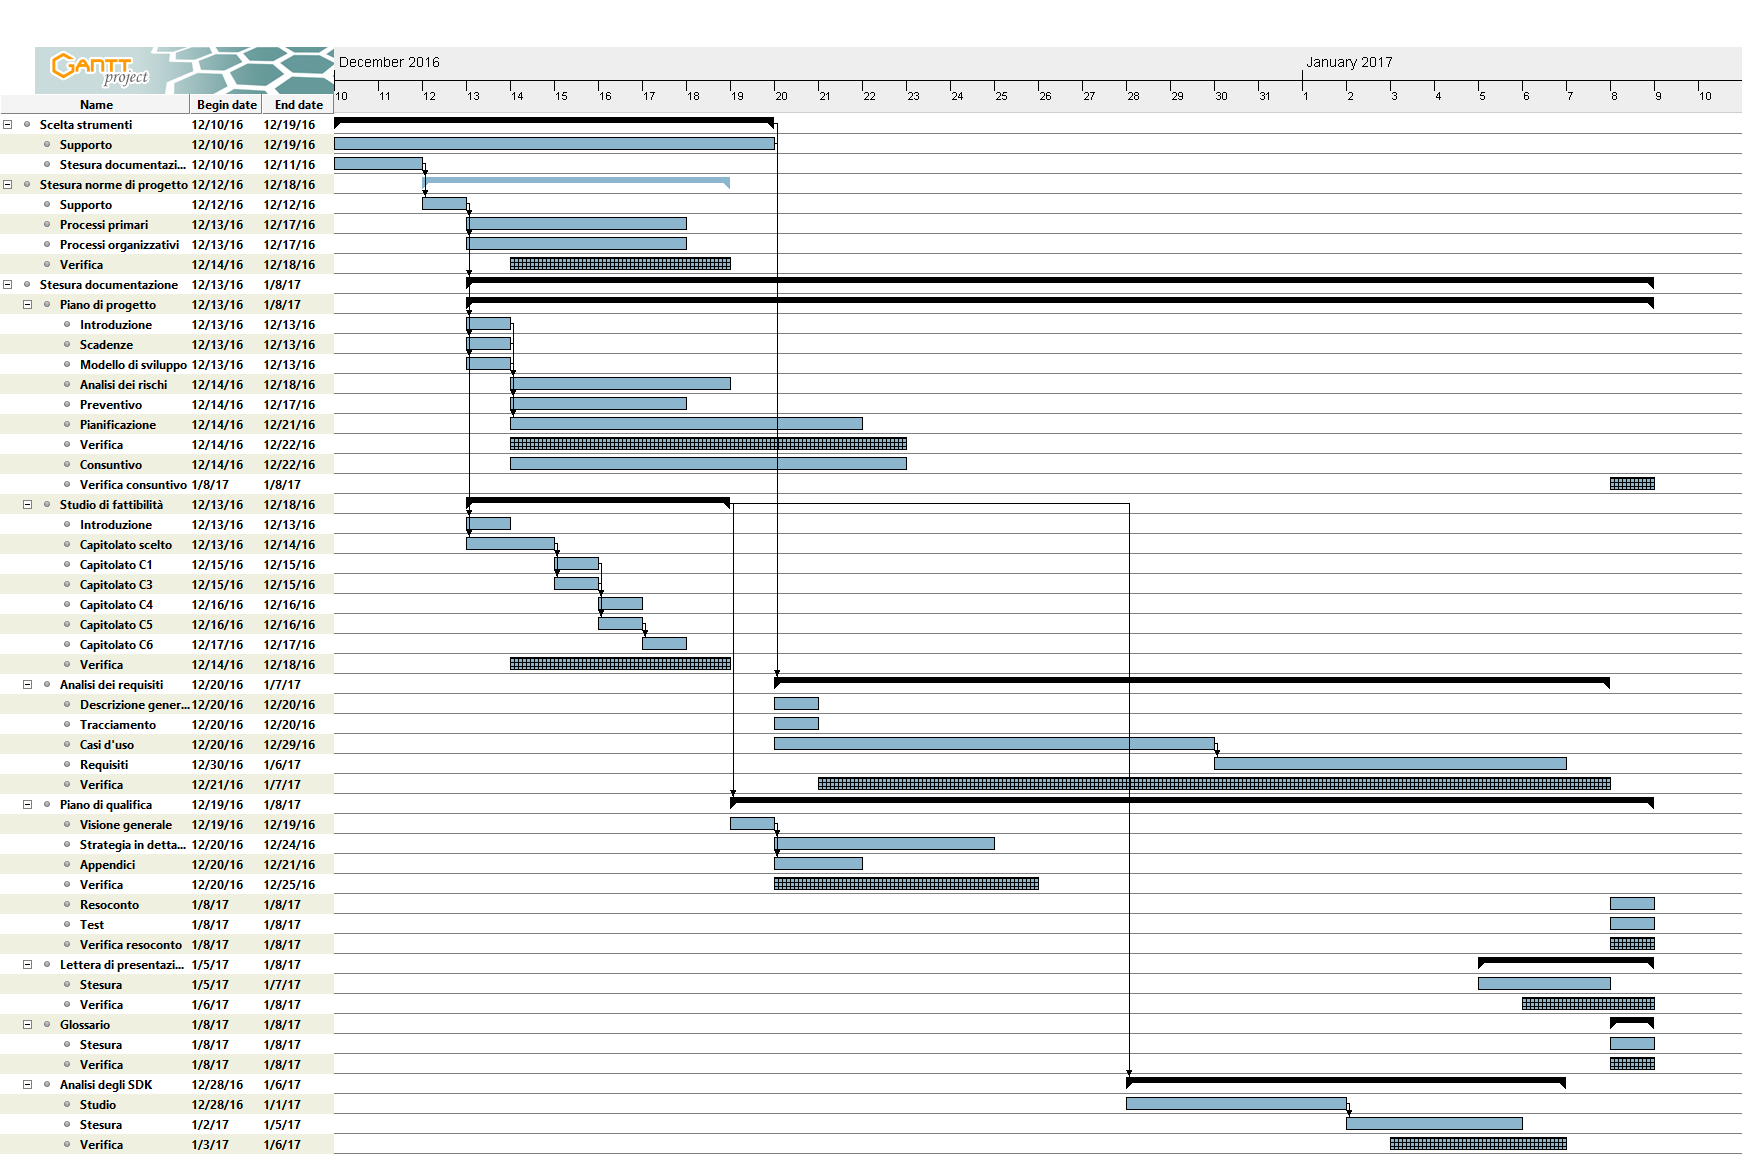 GANTT
project
December 2016
January 2017
10 11 12 13 14 15 16 17 18 19 20 21 22 23 24 25 26 27 28 29 30 31 1 2 3 4 5 6 7 8 9 10
Name Begin date End date
Scelta strumenti 12/10/16 12/19/16
Supporto 12/10/16 12/19/16
Stesura documentazi... 12/10/16 12/11/16
Stesura norme di progetto 12/12/16 12/18/16
Supporto 12/12/16 12/12/16
Processi primari 12/13/16 12/17/16
Processi organizzativi 12/13/16 12/17/16
Verifica 12/14/16 12/18/16
Stesura documentazione 12/13/16 1/8/17
Piano di progetto 12/13/16 1/8/17
Introduzione 12/13/16 12/13/16
Scadenze 12/13/16 12/13/16
Modello di sviluppo 12/13/16 12/13/16
Analisi dei rischi 12/14/16 12/18/16
Preventivo 12/14/16 12/17/16
Pianificazione 12/14/16 12/21/16
Verifica 12/14/16 12/22/16
Consuntivo 12/14/16 12/22/16
Verifica consuntivo 1/8/17 1/8/17
Studio di fattibilità 12/13/16 12/18/16
Introduzione 12/13/16 12/13/16
Capitolato scelto 12/13/16 12/14/16
Capitolato C1 12/15/16 12/15/16
Capitolato C3 12/15/16 12/15/16
Capitolato C4 12/16/16 12/16/16
Capitolato C5 12/16/16 12/16/16
Capitolato C6 12/17/16 12/17/16
Verifica 12/14/16 12/18/16
Analisi dei requisiti 12/20/16 1/7/17
Descrizione gener... 12/20/16 12/20/16
Tracciamento 12/20/16 12/20/16
Casi d'uso 12/20/16 12/29/16
Requisiti 12/30/16 1/6/17
Verifica 12/21/16 1/7/17
Piano di qualifica 12/19/16 1/8/17
Visione generale 12/19/16 12/19/16
Strategia in detta... 12/20/16 12/24/16
Appendici 12/20/16 12/21/16
Verifica 12/20/16 12/25/16
Resoconto 1/8/17 1/8/17
Test 1/8/17 1/8/17
Verifica resoconto 1/8/17 1/8/17
Lettera di presentazi... 1/5/17 1/8/17
Stesura 1/5/17 1/7/17
Verifica 1/6/17 1/8/17
Glossario 1/8/17 1/8/17
Stesura 1/8/17 1/8/17
Verifica 1/8/17 1/8/17
Analisi degli SDK 12/28/16 1/6/17
Studio 12/28/16 1/1/17
Stesura 1/2/17 1/5/17
Verifica 1/3/17 1/6/17